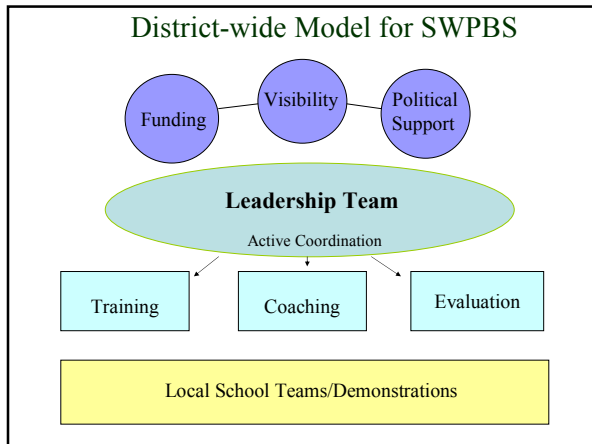 District-wide Model for SWPBS
Funding
Visibility
Political
Support
Leadership Team
Active Coordination
Training
Coaching
Evaluation
Local School Teams/Demonstrations